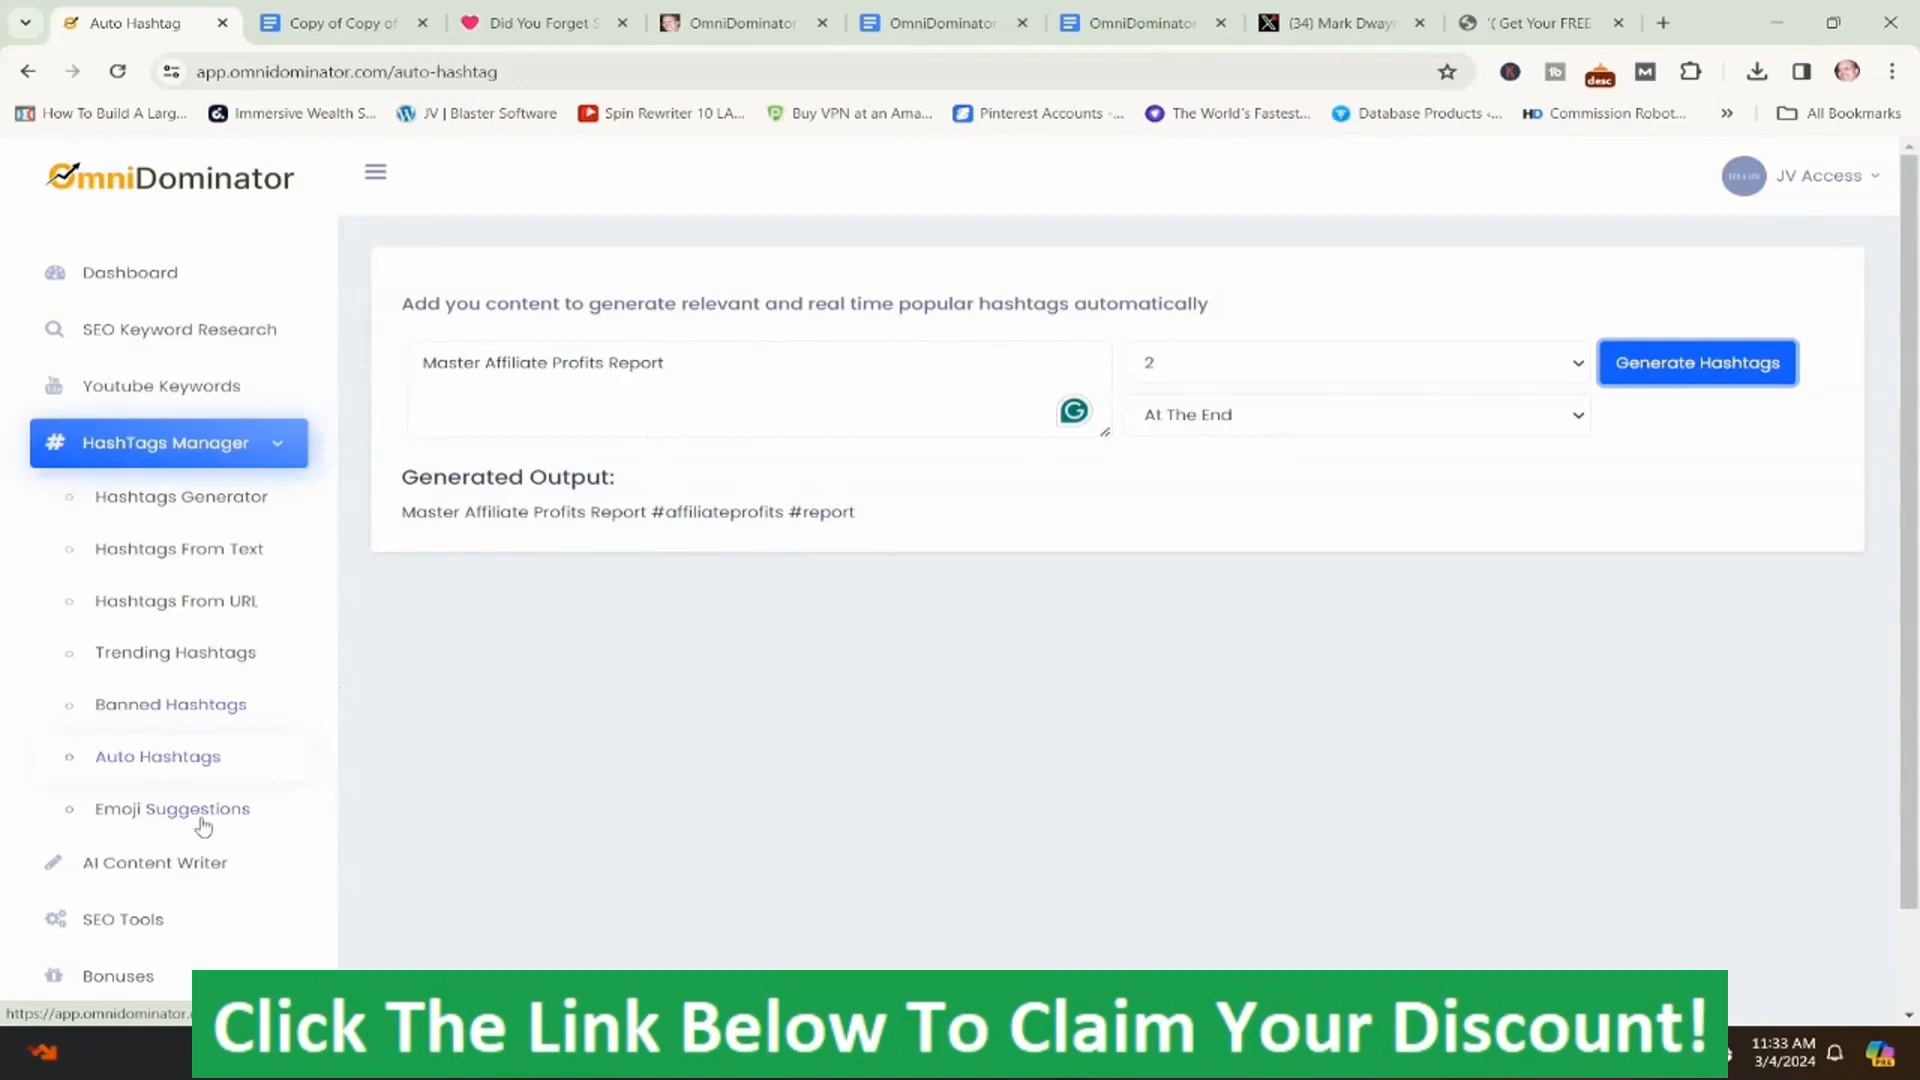 Auto Hashtag
Copy of Copy of
Did You Forget
OmniDominator
OmniDominator
OmniDominator
(34) Mark Dwayn
'( Get Your FREE
app.omnidominator.com/auto-hashtag
How To Build A Larg...
Immersive Wealth S...
JV | Blaster Software
Spin Rewriter 10 LA...
Buy VPN at an Ama...
Pinterest Accounts -...
The World's Fastest...
Database Products -...
HD Commission Robot...
All Bookmarks
OmniDominator
JV Access
Dashboard
SEO Keyword Research
Youtube Keywords
HashTags Manager
Hashtags Generator
Hashtags From Text
Hashtags From URL
Trending Hashtags
Banned Hashtags
Auto Hashtags
Emoji Suggestions
AI Content Writer
SEO Tools
Bonuses
Add you content to generate relevant and real time popular hashtags automatically
Master Affiliate Profits Report
2
Generate Hashtags
At The End
Generated Output:
Master Affiliate Profits Report #affiliateprofits #report
https://app.omnidominator.
Click The Link Below To Claim Your Discount!
11:33 AM
3/4/2024